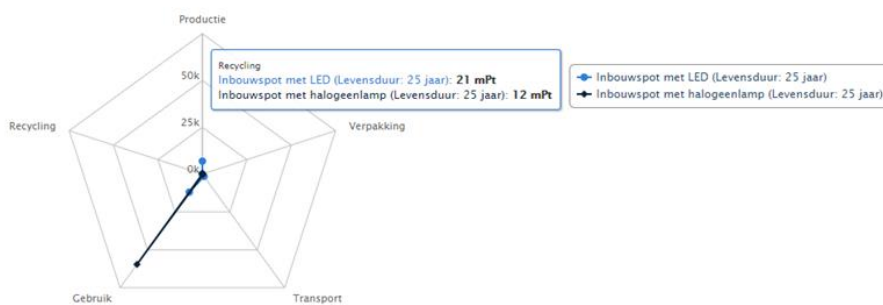 Productie
50k
25k
0k
Recycling
Inbouwspot met LED (Levensduur: 25 jaar): 21 mPt
Inbouwspot met halogeenlamp (Levensduur: 25 jaar): 12 mPt
Inbouwspot met LED (Levensduur: 25 jaar)
Inbouwspot met halogeenlamp (Levensduur: 25 jaar)
Recycling
Verpakking
Gebruik
Transport